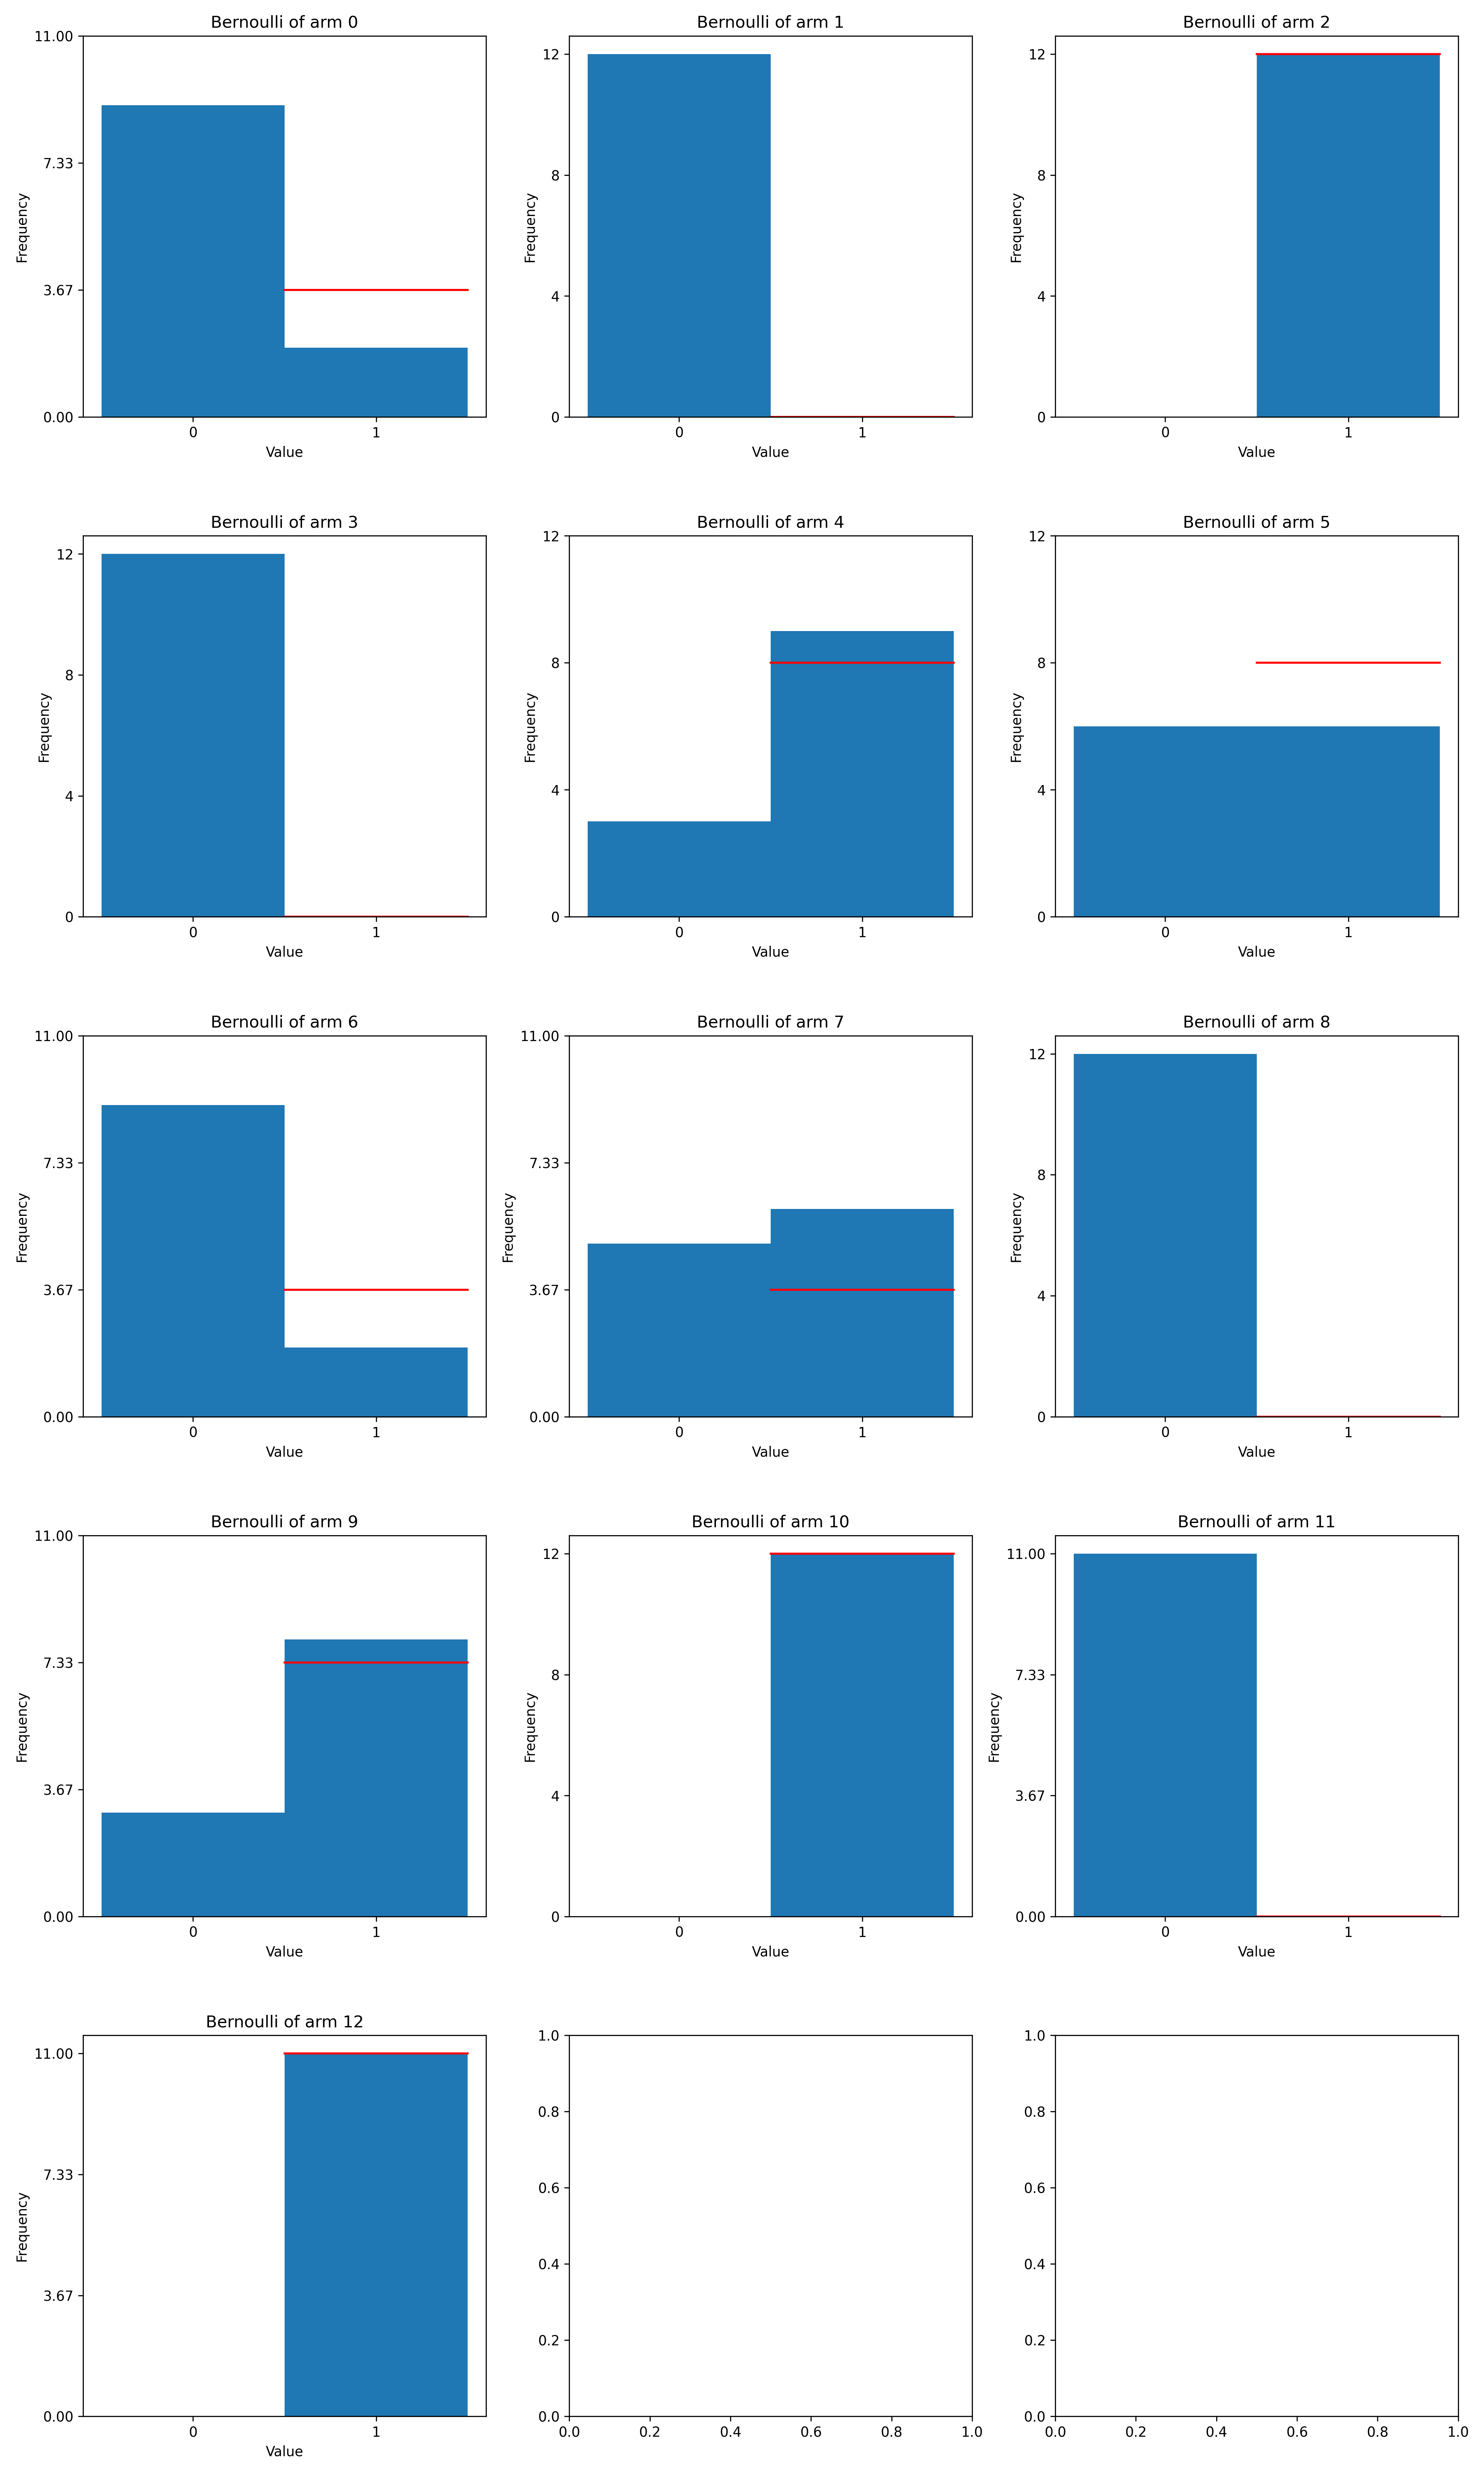 Bernoulli of arm 0
11.00
7.33
3.67
0.00
Frequency
0 1
Value
Bernoulli of arm 1
12
8
4
0
Frequency
0 1
Value
Bernoulli of arm 2
12
8
4
0
Frequency
0 1
Value
Bernoulli of arm 3
12
8
4
0
Frequency
0 1
Value
Bernoulli of arm 4
12
8
4
0
Frequency
0 1
Value
Bernoulli of arm 5
12
8
4
0
Frequency
0 1
Value
Bernoulli of arm 6
11.00
7.33
3.67
0.00
Frequency
0 1
Value
Bernoulli of arm 7
11.00
7.33
3.67
0.00
Frequency
0 1
Value
Bernoulli of arm 8
12
8
4
0
Frequency
0 1
Value
Bernoulli of arm 9
11.00
7.33
3.67
0.00
Frequency
0 1
Value
Bernoulli of arm 10
12
8
4
0
Frequency
0 1
Value
Bernoulli of arm 11
11.00
7.33
3.67
0.00
Frequency
0 1
Value
Bernoulli of arm 12
11.00
7.33
3.67
0.00
Frequency
0 1
Value
1.0
0.8
0.6
0.4
0.2
0.0
0.0 0.2 0.4 0.6 0.8 1.0
1.0
0.8
0.6
0.4
0.2
0.0
0.0 0.2 0.4 0.6 0.8 1.0